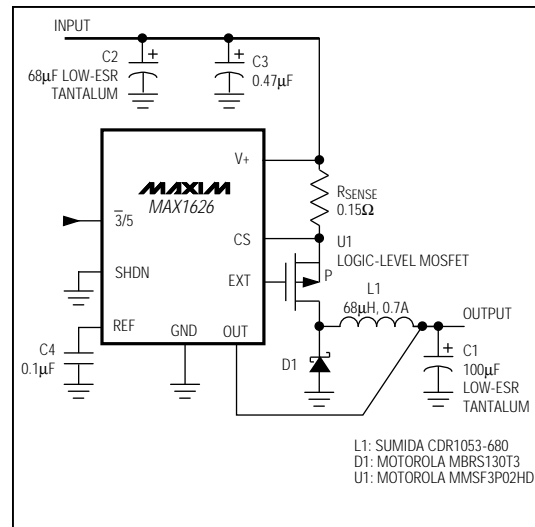 INPUT
C2
68μF LOW-ESR
TANTALUM
+
C3
0.47μF
+
V+
MAXIM
MAX1626
RSENSE
0.15Ω
3/5
CS
U1
LOGIC-LEVEL MOSFET
SHDN
EXT
P
L1
68μH, 0.7A
OUTPUT
REF
GND
OUT
C4
0.1μF
D1
+
C1
100μF
LOW-ESR
TANTALUM
L1: SUMIDA CDR1053-680
D1: MOTOROLA MBRS130T3
U1: MOTOROLA MMSF3P02HD